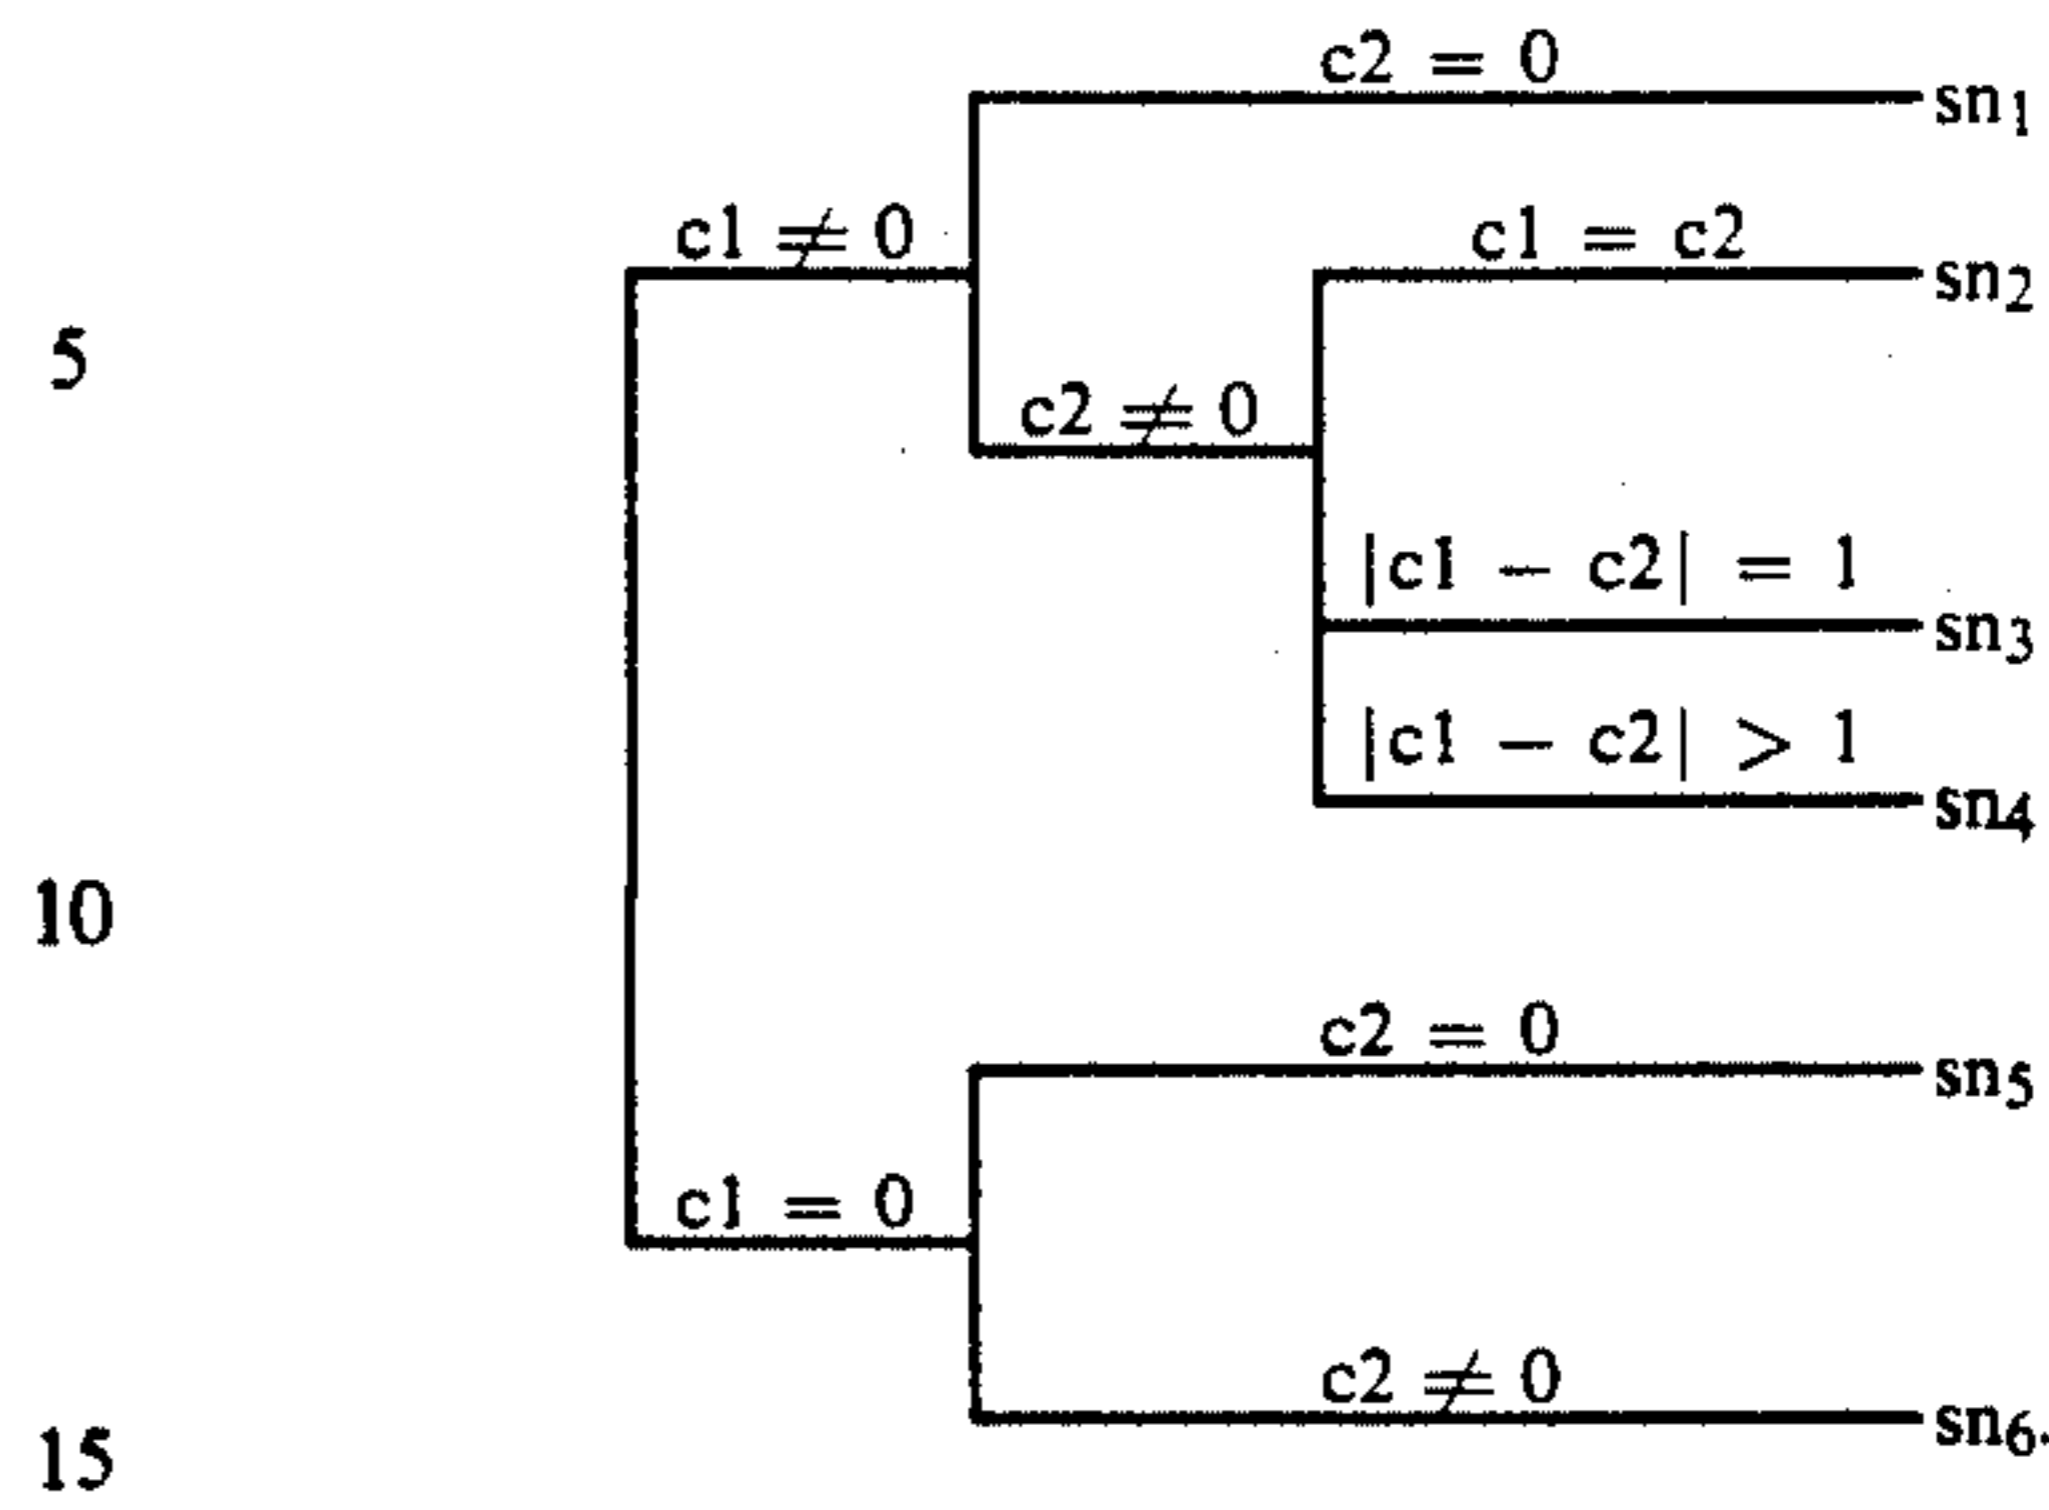 c2 = 0
sn₁
c1 ≠ 0
c1 = c2
sn₂
5
c2 ≠ 0
|c1 − c2| = 1
sn₃
|c1 − c2| > 1
sn₄
10
c2 = 0
sn₅
c1 = 0
c2 ≠ 0
sn₆.
15